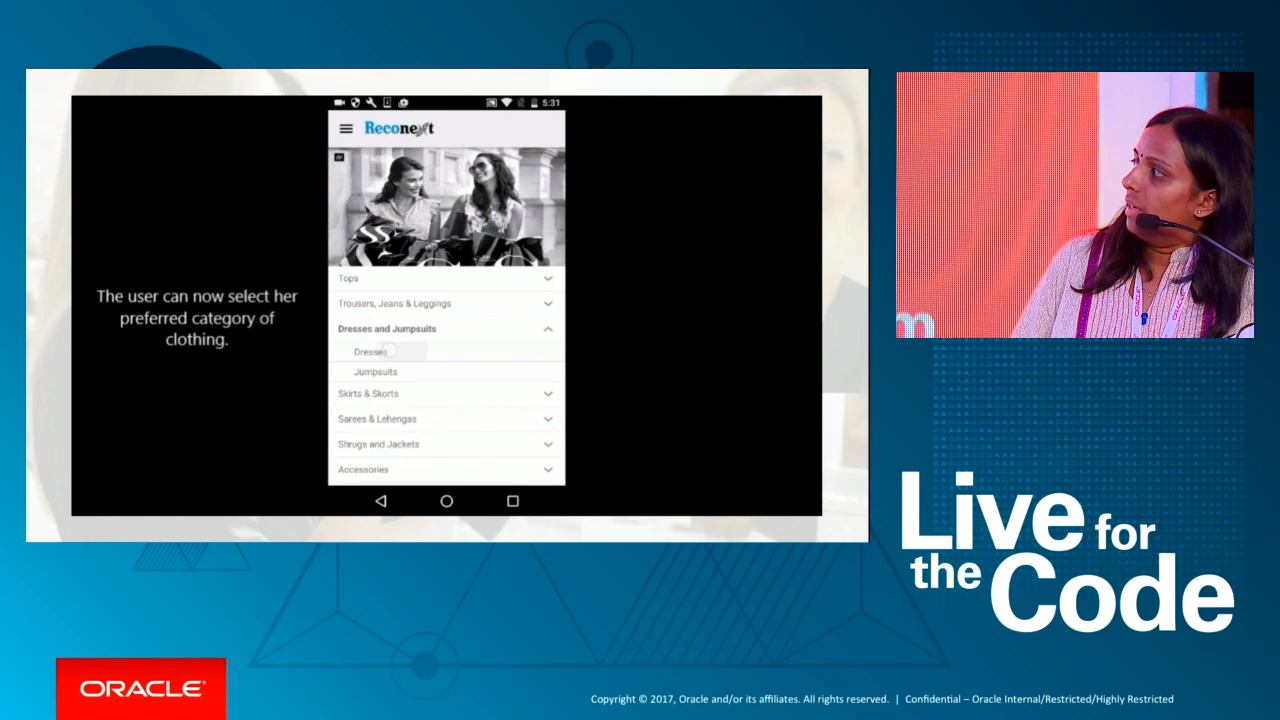 5:31
Reconext
Tops
Trousers, Jeans & Leggings
Dresses and Jumpsuits
Dresses
Jumpsuits
Skirts & Skorts
Sarees & Lehengas
Shrugs and Jackets
Accessories
The user can now select her
preferred category of
clothing.
m
Live for
the Code
ORACLE®
Copyright © 2017, Oracle and/or its affiliates. All rights reserved. | Confidential – Oracle Internal/Restricted/Highly Restricted